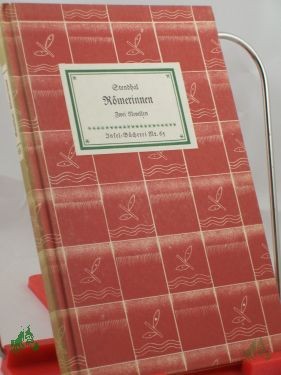 Stendhal
Römerinnen
Zwei Novellen
Insel-Bücherei Nr. 65